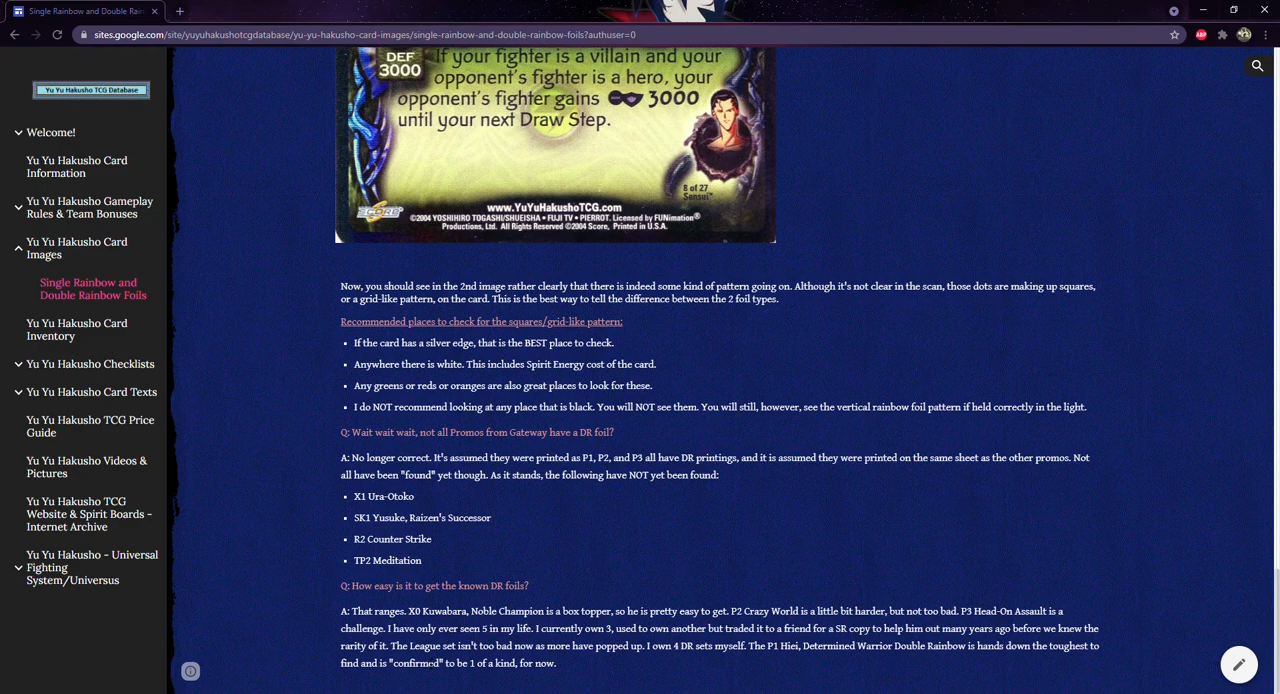 Single Rainbow and Double Rain
sites.google.com/site/yuyuhakushotcgdatabase/yu-yu-hakusho-card-images/single-rainbow-and-double-rainbow-foils?authuser=0
ABP
Yu Yu Hakusho TCG Database
Welcome!
Yu Yu Hakusho Card
Information
Yu Yu Hakusho Gameplay
Rules & Team Bonuses
Yu Yu Hakusho Card
Images
Single Rainbow and
Double Rainbow Foils
Yu Yu Hakusho Card
Inventory
Yu Yu Hakusho Checklists
Yu Yu Hakusho Card Texts
Yu Yu Hakusho TCG Price
Guide
Yu Yu Hakusho Videos &
Pictures
Yu Yu Hakusho TCG
Website & Spirit Boards -
Internet Archive
Yu Yu Hakusho - Universal
Fighting
System/Universus
DEF
3000
If your fighter is a villain and your
opponent's fighter is a hero, your
opponent's fighter gains 3000
until your next Draw Step.
8 of 27
Sensui
SCORE
www.YuYuHakushoTCG.com
©2004 YOSHIHIRO TOGASHI/SHUEISHA • FUJI TV • PIERROT. Licensed by FUNimation®
Productions, Ltd. All Rights Reserved ©2004 Score, Printed in U.S.A.
Now, you should see in the 2nd image rather clearly that there is indeed some kind of pattern going on. Although it's not clear in the scan, those dots are making up squares,
or a grid-like pattern, on the card. This is the best way to tell the difference between the 2 foil types.
Recommended places to check for the squares/grid-like pattern:
▪ If the card has a silver edge, that is the BEST place to check.
▪ Anywhere there is white. This includes Spirit Energy cost of the card.
▪ Any greens or reds or oranges are also great places to look for these.
▪ I do NOT recommend looking at any place that is black. You will NOT see them. You will still, however, see the vertical rainbow foil pattern if held correctly in the light.
Q: Wait wait wait, not all Promos from Gateway have a DR foil?
A: No longer correct. It's assumed they were printed as P1, P2, and P3 all have DR printings, and it is assumed they were printed on the same sheet as the other promos. Not
all have been "found" yet though. As it stands, the following have NOT yet been found:
▪ X1 Ura-Otoko
▪ SK1 Yusuke, Raizen's Successor
▪ R2 Counter Strike
▪ TP2 Meditation
Q: How easy is it to get the known DR foils?
A: That ranges. X0 Kuwabara, Noble Champion is a box topper, so he is pretty easy to get. P2 Crazy World is a little bit harder, but not too bad. P3 Head-On Assault is a
challenge. I have only ever seen 5 in my life. I currently own 3, used to own another but traded it to a friend for a SR copy to help him out many years ago before we knew the
rarity of it. The League set isn't too bad now as more have popped up. I own 4 DR sets myself. The P1 Hiei, Determined Warrior Double Rainbow is hands down the toughest to
find and is "confirmed" to be 1 of a kind, for now.